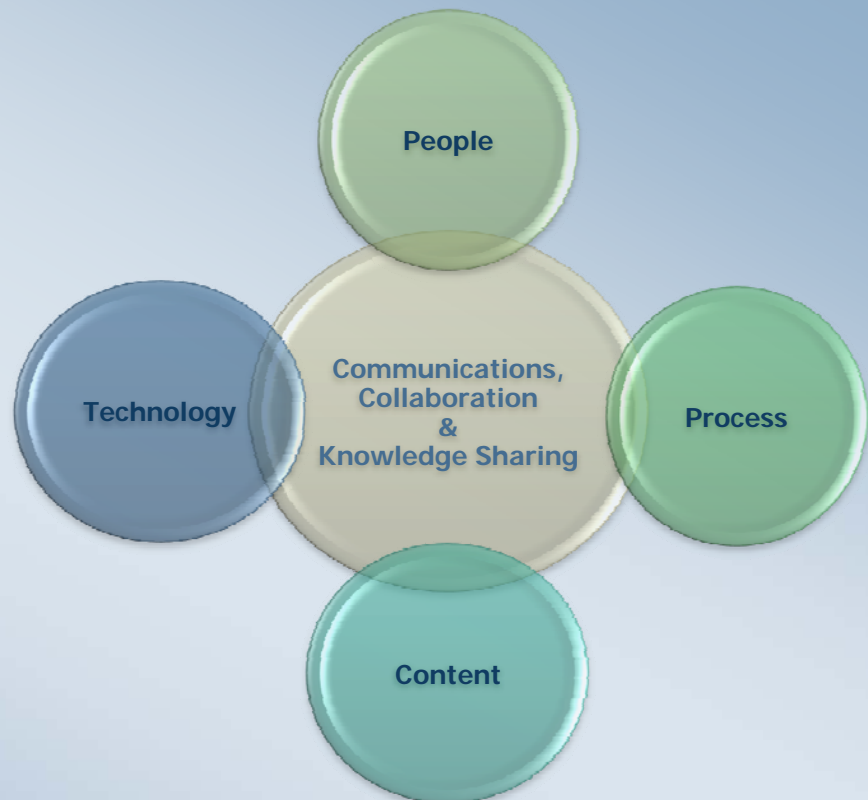 People
Communications,
Collaboration
&
Knowledge Sharing
Technology
Process
Content